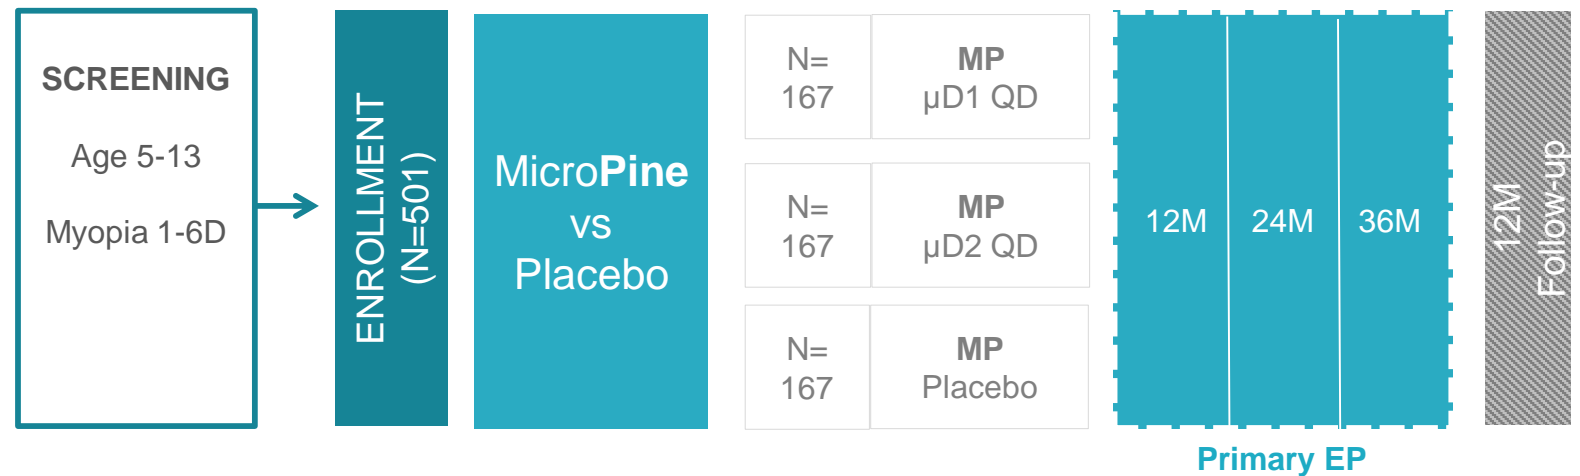 SCREENING
Age 5-13
Myopia 1-6D
ENROLLMENT
(N=501)
MicroPine
vs
Placebo
N=
167
MP
µD1 QD
N=
167
MP
µD2 QD
N=
167
MP
Placebo
12M
24M
36M
Primary EP
12M
Follow-up